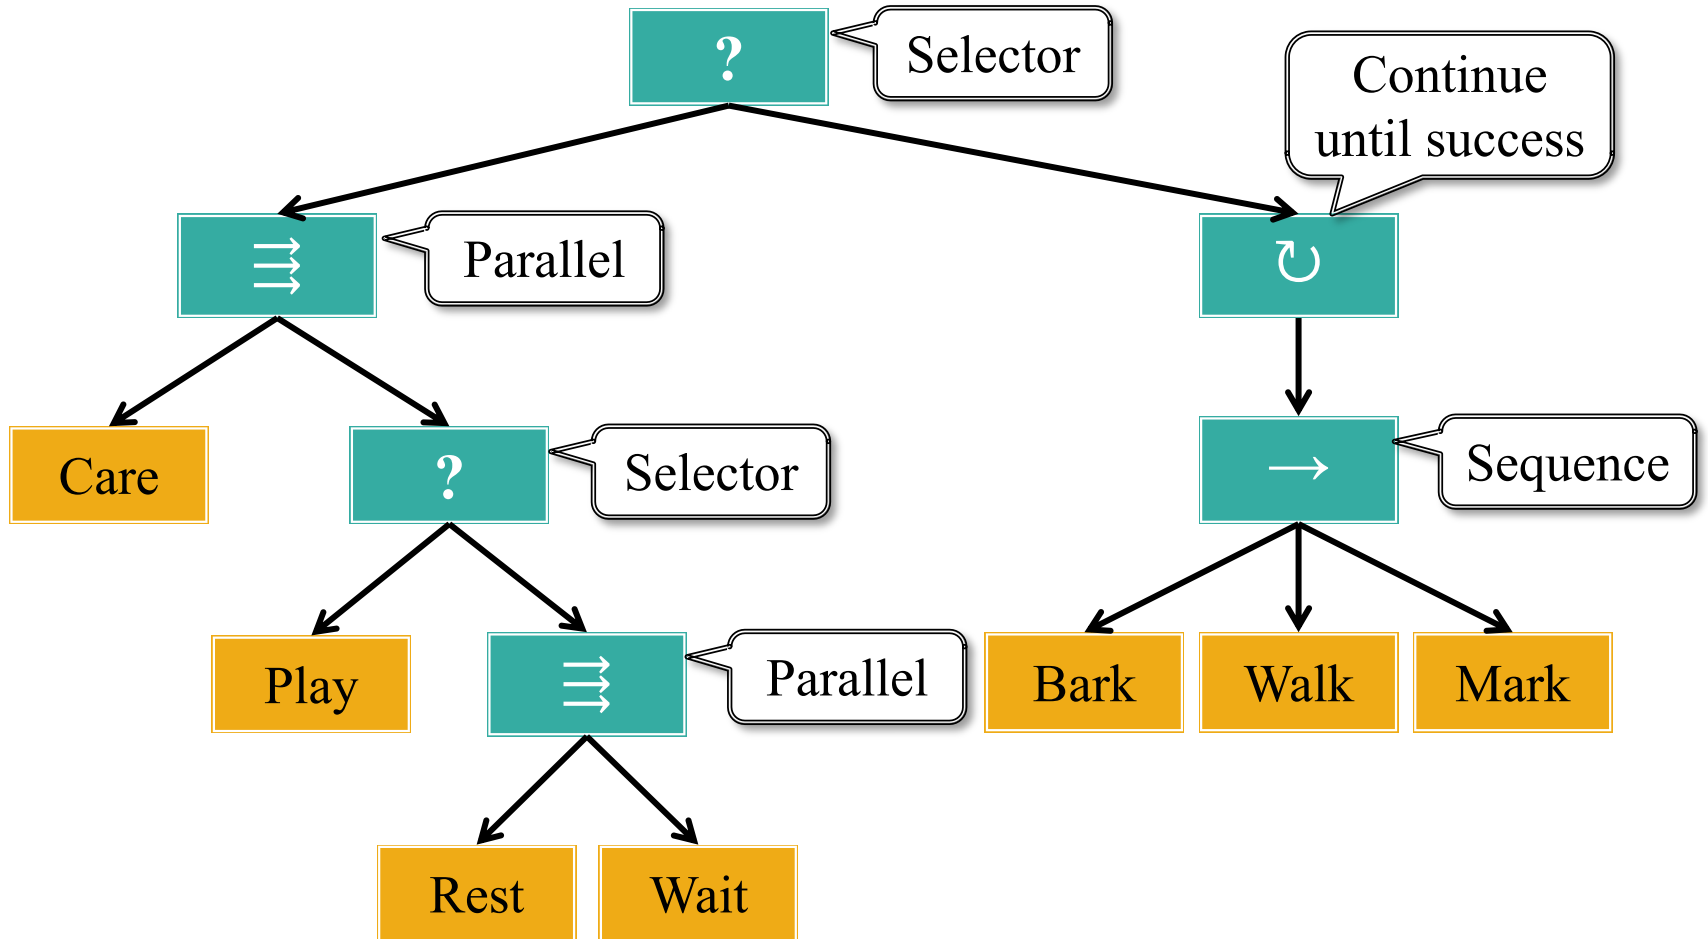 ?
Selector
Continue
until success
Parallel
Care
?
Selector
→
Sequence
Play
Parallel
Bark
Walk
Mark
Rest
Wait